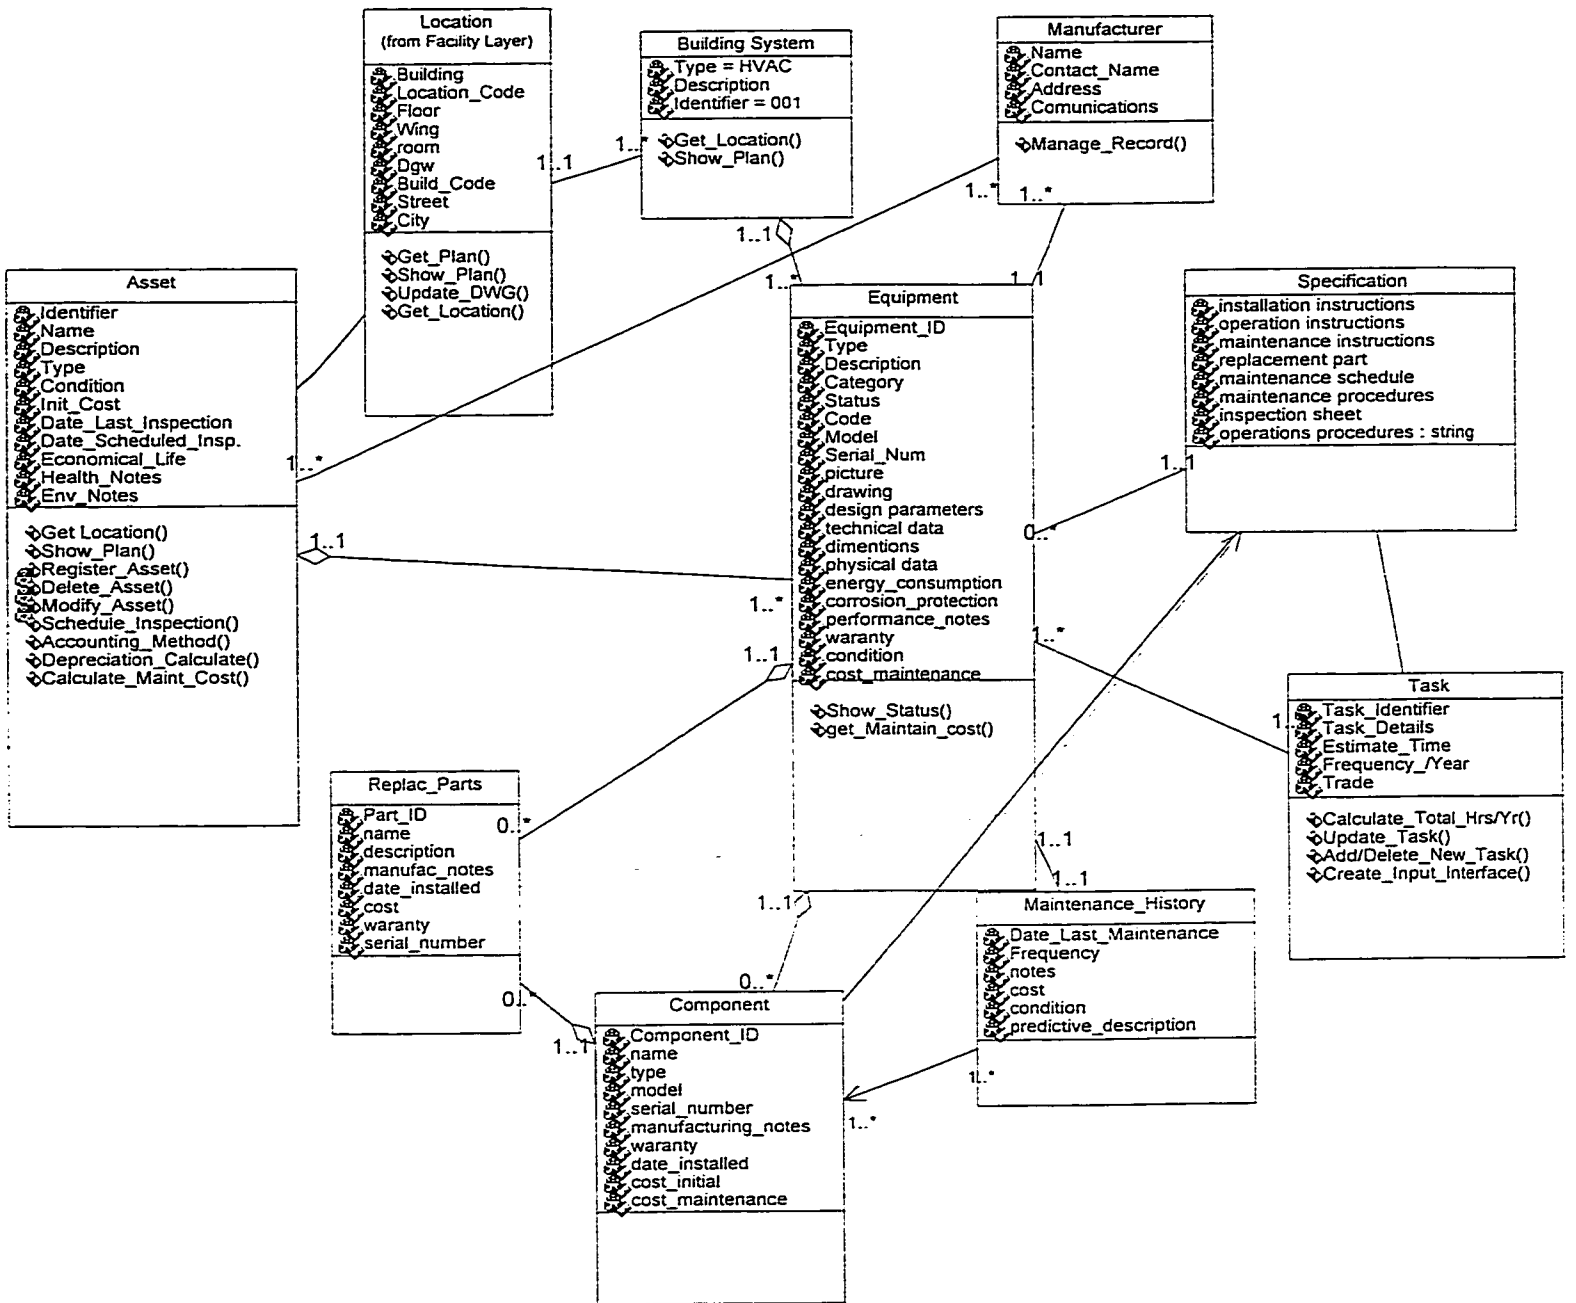 Location
(from Facility Layer)
Building
Location_Code
Floor
Wing
room
Dgw
Build_Code
Street
City
Get_Plan()
Show_Plan()
Update_DWG()
Get_Location()
Building System
Type = HVAC
Description
Identifier = 001
Get_Location()
Show_Plan()
Manufacturer
Name
Contact_Name
Address
Comunications
Manage_Record()
1..1
1..*
1..*
1..*
1..1
1..*
1..1
Asset
Identifier
Name
Description
Type
Condition
Init_Cost
Date_Last_Inspection
Date_Scheduled_Insp.
Economical_Life
Health_Notes
Env_Notes
Get Location()
Show_Plan()
Register_Asset()
Delete_Asset()
Modify_Asset()
Schedule_Inspection()
Accounting_Method()
Depreciation_Calculate()
Calculate_Maint_Cost()
1..*
1..1
Equipment
Equipment_ID
Type
Description
Category
Status
Code
Model
Serial_Num
picture
drawing
design parameters
technical data
dimentions
physical data
energy_consumption
corrosion_protection
performance_notes
waranty
condition
cost_maintenance
Show_Status()
get_Maintain_cost()
1..*
1..1
Specification
installation instructions
operation instructions
maintenance instructions
replacement part
maintenance schedule
maintenance procedures
inspection sheet
operations procedures : string
1..1
0..*
1..*
Task
Task_Identifier
Task_Details
Estimate_Time
Frequency_/Year
Trade
Calculate_Total_Hrs/Yr()
Update_Task()
Add/Delete_New_Task()
Create_Input_Interface()
Replac_Parts
Part_ID
name
description
manufac_notes
date_installed
cost
waranty
serial_number
0..*
0..*
1..1
1..1
1..1
1..1
0..*
Maintenance_History
Date_Last_Maintenance
Frequency
notes
cost
condition
predictive_description
1..*
1..*
Component
Component_ID
name
type
model
serial_number
manufacturing_notes
waranty
date_installed
cost_initial
cost_maintenance